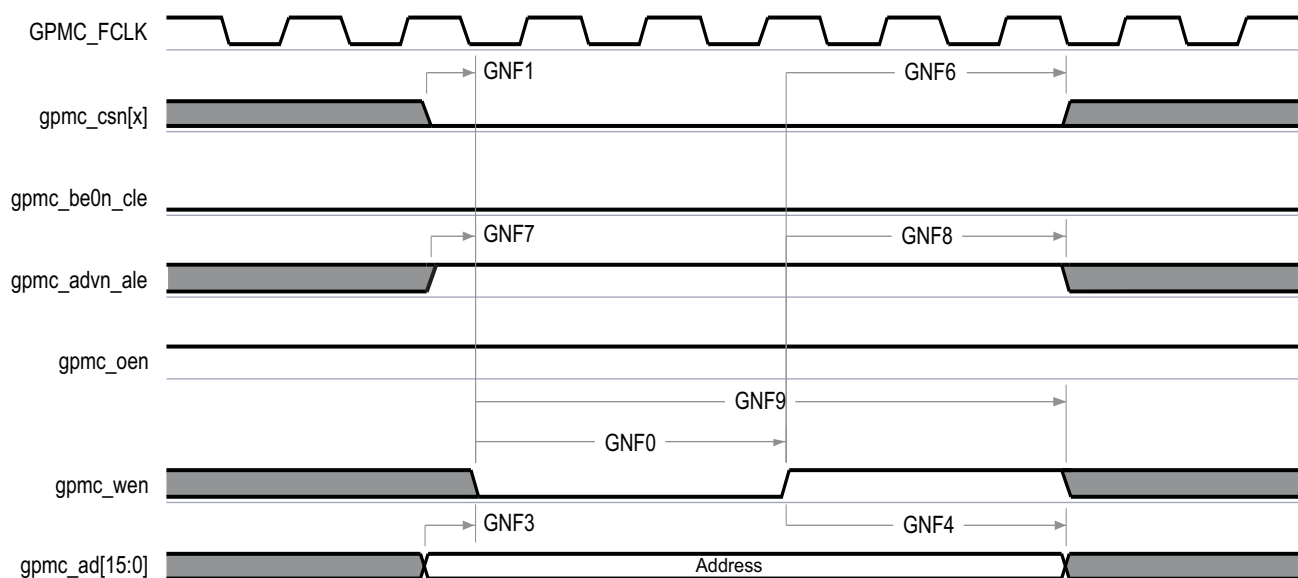 GPMC_FCLK
GNF1
GNF6
gpmc_csn[x]
gpmc_be0n_cle
GNF7
GNF8
gpmc_advn_ale
gpmc_oen
GNF9
GNF0
gpmc_wen
GNF3
GNF4
gpmc_ad[15:0]
Address